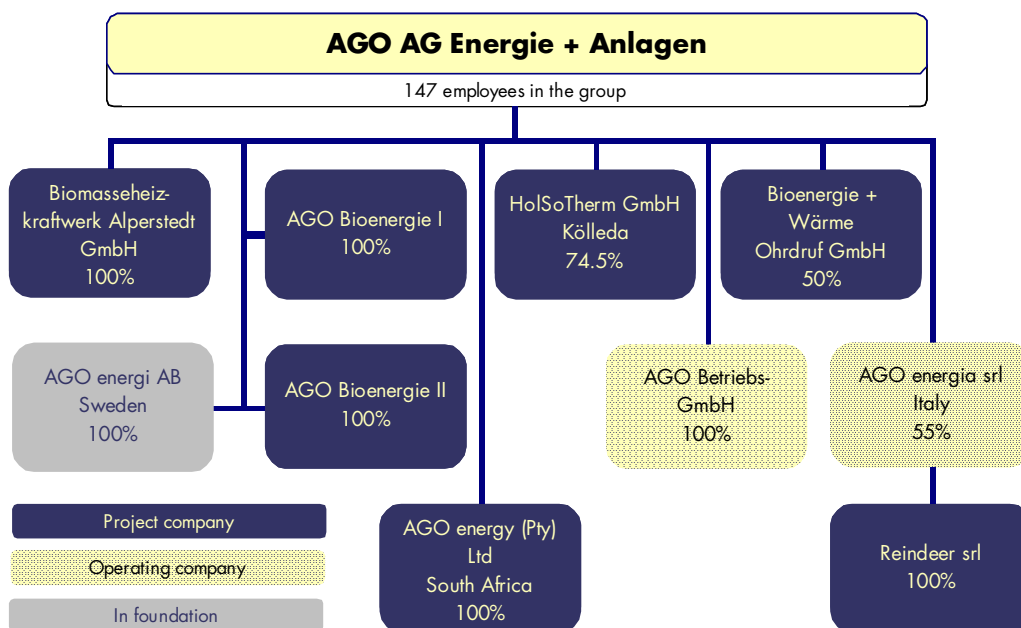 AGO AG Energie + Anlagen
147 employees in the group
Biomasseheiz-
kraftwerk Alperstedt
GmbH
100%
AGO Bioenergie I
100%
HolSoTherm GmbH
Kölleda
74.5%
Bioenergie +
Wärme
Ohrdruf GmbH
50%
AGO energi AB
Sweden
100%
AGO Bioenergie II
100%
AGO Betriebs-
GmbH
100%
AGO energia srl
Italy
55%
Project company
Operating company
In foundation
AGO energy (Pty)
Ltd
South Africa
100%
Reindeer srl
100%